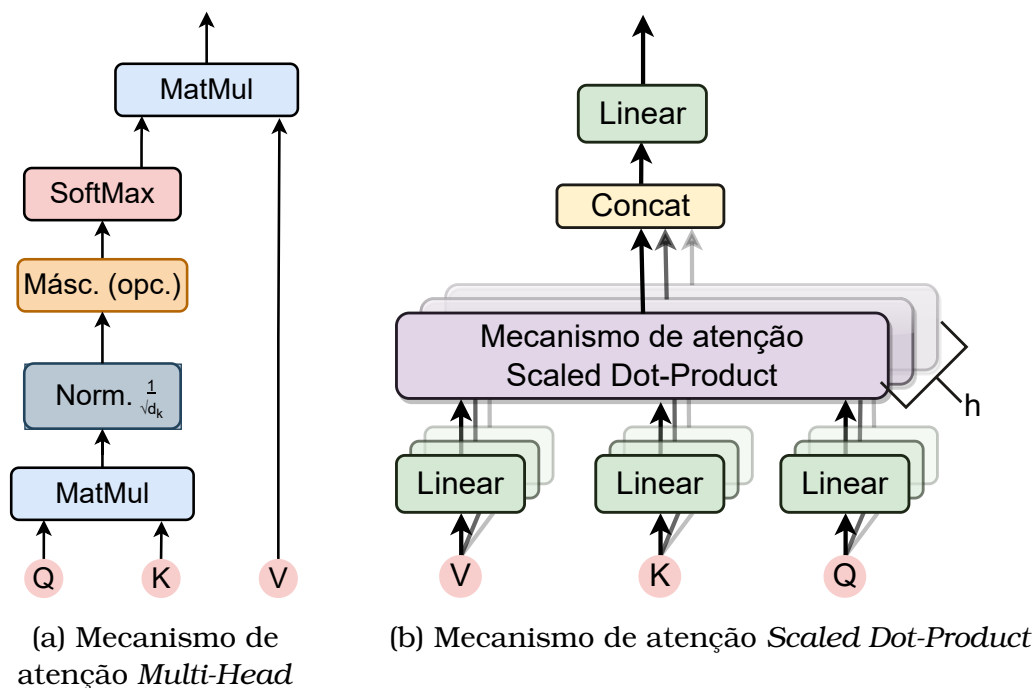 MatMul
SoftMax
Másc. (opc.)
Norm. 1/√dk
MatMul
Q K V
(a) Mecanismo de
atenção Multi-Head
Linear
Concat
Mecanismo de atenção
Scaled Dot-Product
h
Linear Linear Linear
V K Q
(b) Mecanismo de atenção Scaled Dot-Product